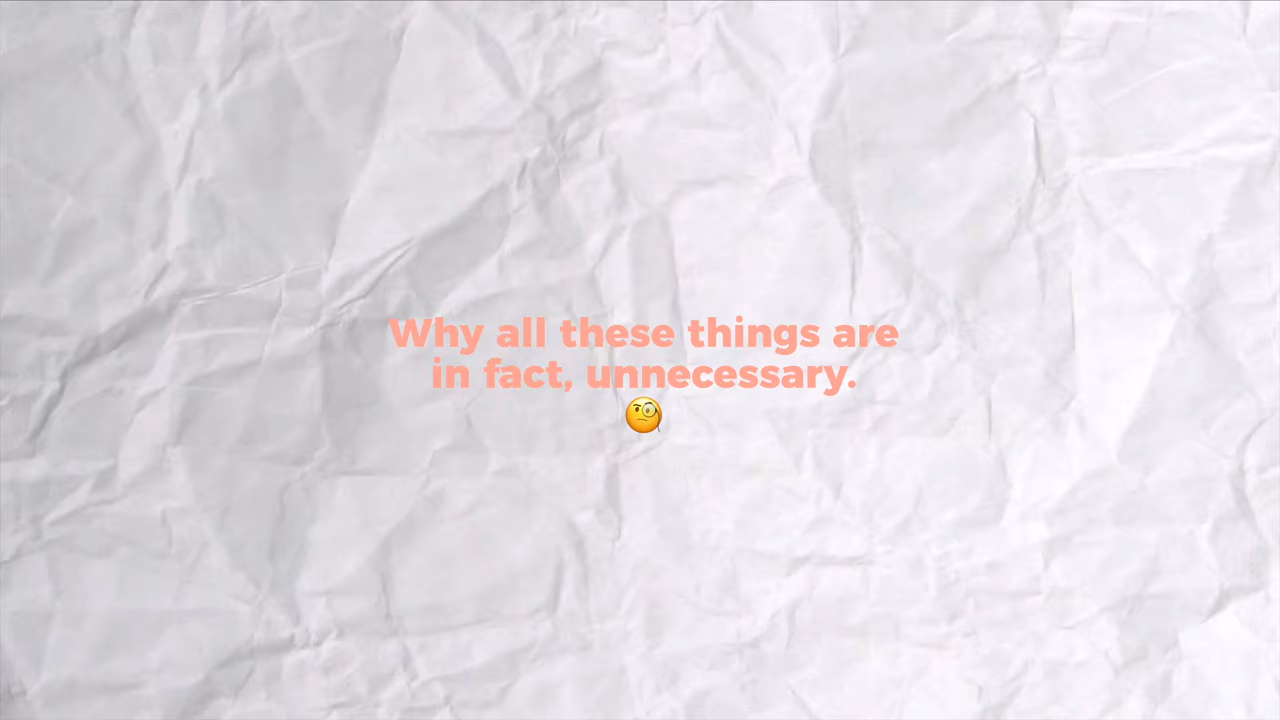 Why all these things are
in fact, unnecessary.
🧐